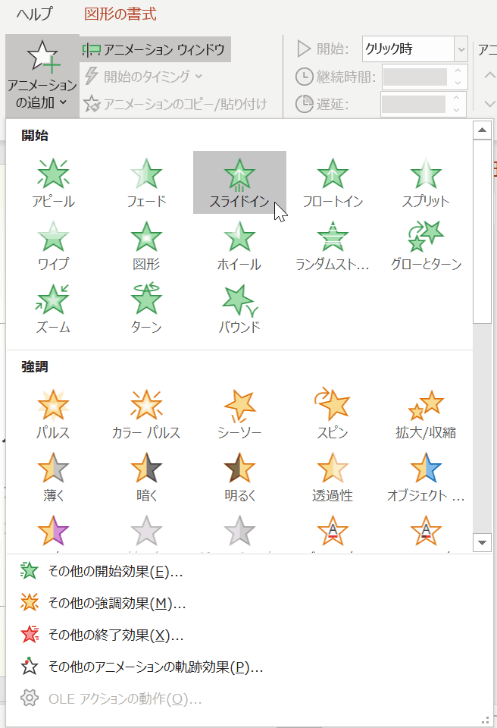 ヘルプ 図形の書式
アニメーションの追加
アニメーション ウィンドウ
開始のタイミング
アニメーションのコピー/貼り付け
開始: クリック時
継続時間:
遅延:
アニ
開始
アピール フェード スライドイン フロートイン スプリット
ワイプ 図形 ホイール ランダムスト... グローとターン
ズーム ターン バウンド
強調
パルス カラー パルス シーソー スピン 拡大/収縮
薄く 暗く 明るく 透過性 オブジェクト ...
その他の開始効果(E)...
その他の強調効果(M)...
その他の終了効果(X)...
その他のアニメーションの軌跡効果(P)...
OLE アクションの動作(O)...